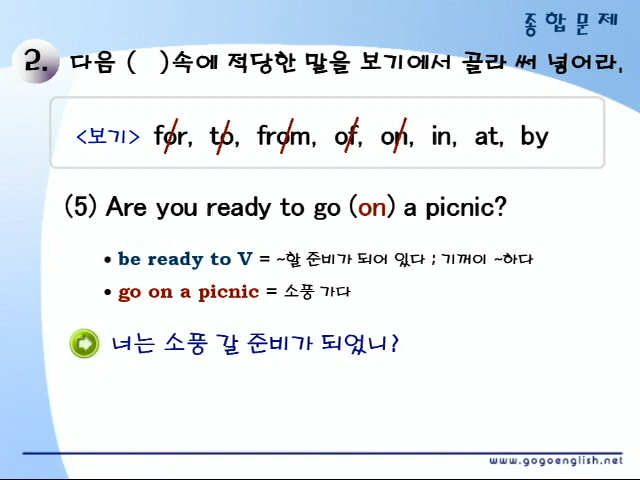 종합문제
2. 다음 (   )속에 적당한 말을 보기에서 골라 써 넣어라.
<보기> for, to, from, of, on, in, at, by
(5) Are you ready to go (on) a picnic?
• be ready to V = ~할 준비가 되어 있다 ; 기꺼이 ~하다
• go on a picnic = 소풍 가다
너는 소풍 갈 준비가 되었니?
www.gogoenglish.net